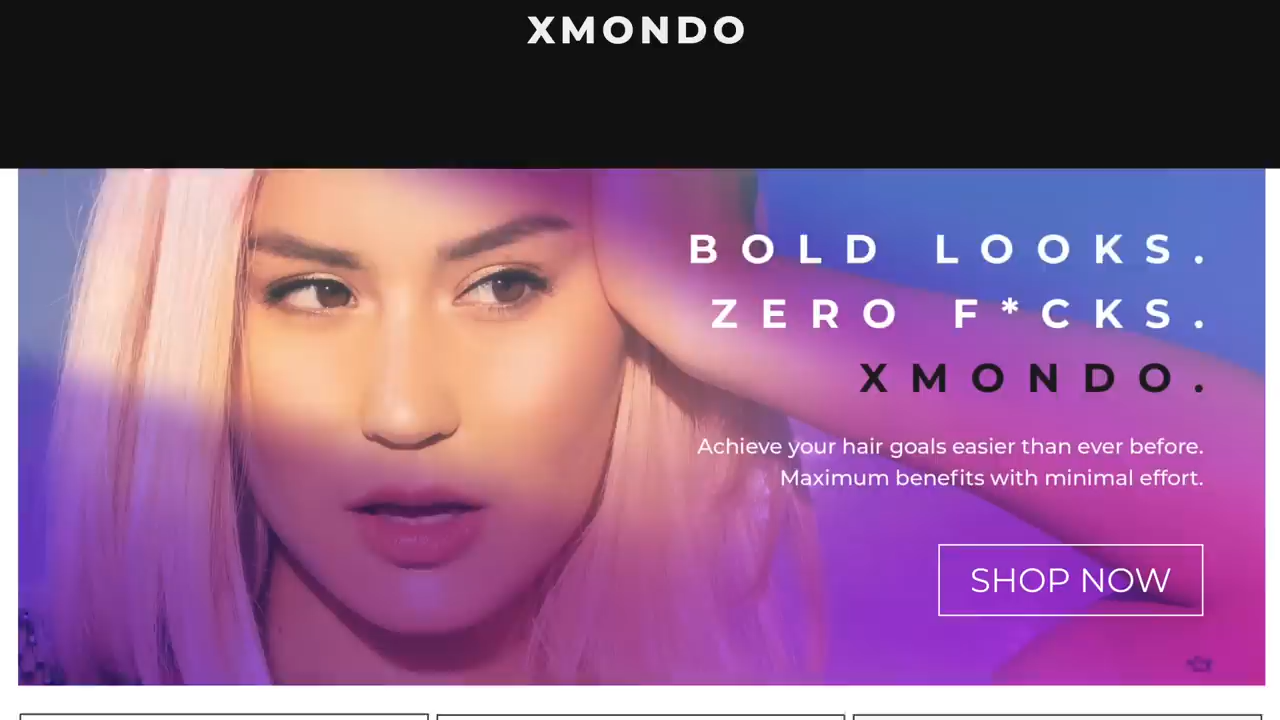 XMONDO
BOLD LOOKS.
ZERO F*CKS.
XMONDO.
Achieve your hair goals easier than ever before.
Maximum benefits with minimal effort.
SHOP NOW